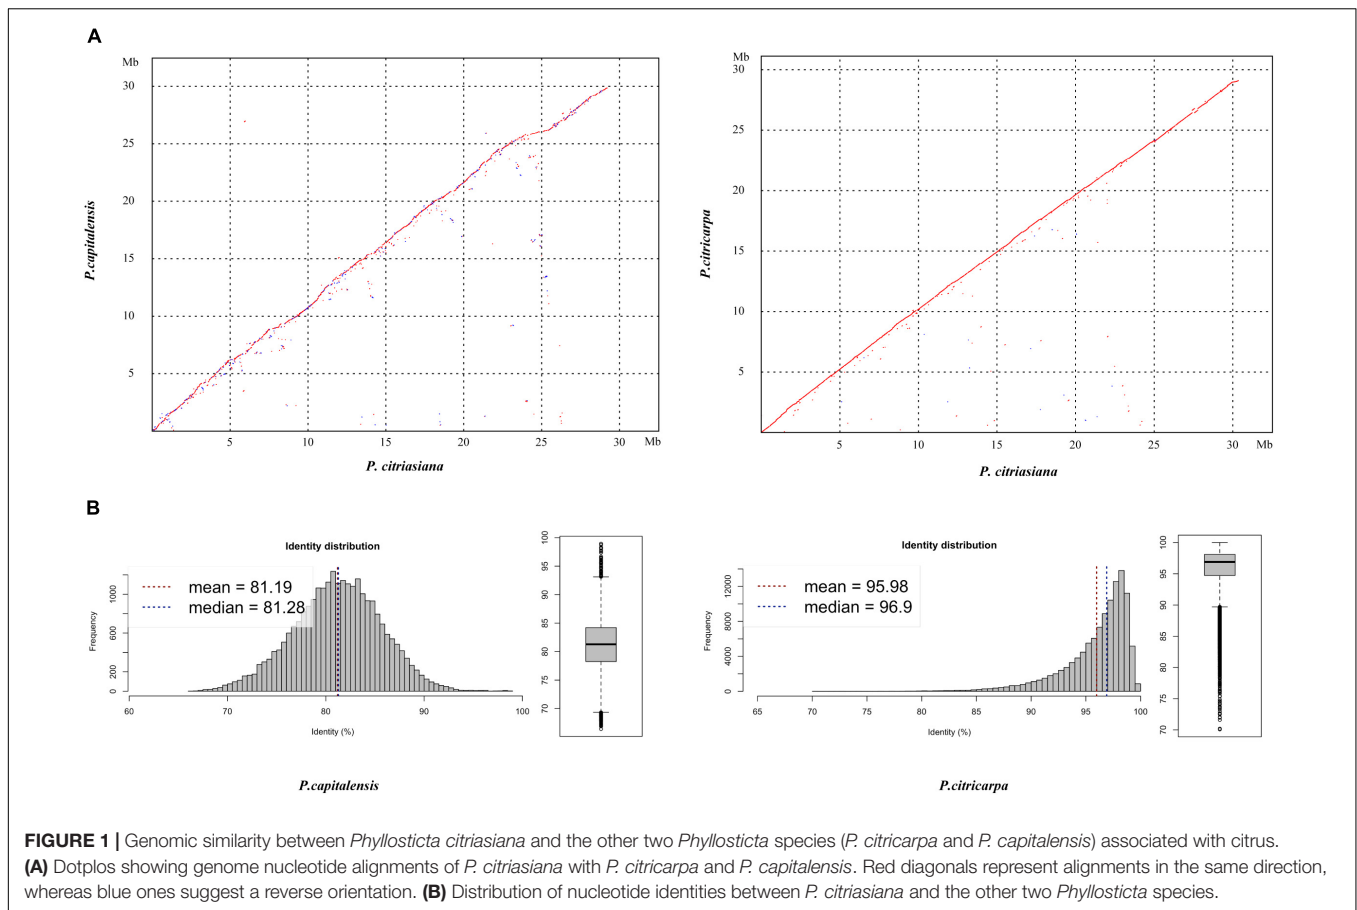 A
Mb
30
25
20
15
10
5
P.capitalensis
5
10
15
20
25
30
Mb
P. citriasiana
Mb
30
25
20
15
10
5
P.citricarpa
5
10
15
20
25
30
Mb
P. citriasiana
B
Identity distribution
mean = 81.19
median = 81.28
Frequency
0
200
600
1000
60
70
80
90
100
Identity (%)
100
95
90
85
80
75
70
P.capitalensis
Identity distribution
mean = 95.98
median = 96.9
Frequency
0
4000
8000
12000
65
70
75
80
85
90
95
100
Identity (%)
100
95
90
85
80
75
70
P.citricarpa
FIGURE 1 | Genomic similarity between Phyllosticta citriasiana and the other two Phyllosticta species (P. citricarpa and P. capitalensis) associated with citrus.
(A) Dotplos showing genome nucleotide alignments of P. citriasiana with P. citricarpa and P. capitalensis. Red diagonals represent alignments in the same direction,
whereas blue ones suggest a reverse orientation. (B) Distribution of nucleotide identities between P. citriasiana and the other two Phyllosticta species.